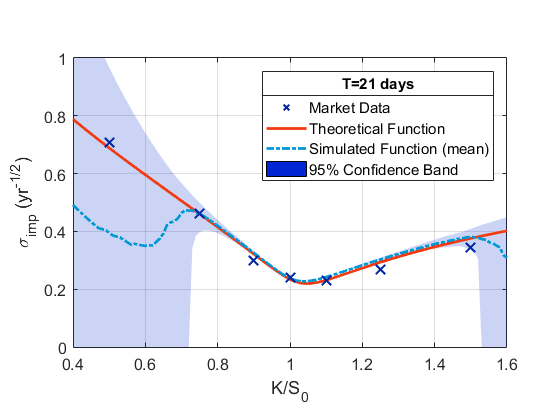 T=21 days
Market Data
Theoretical Function
Simulated Function (mean)
95% Confidence Band
1
0.8
0.6
0.4
0.2
0
σimp (yr-1/2)
0.4
0.6
0.8
1
1.2
1.4
1.6
K/S0